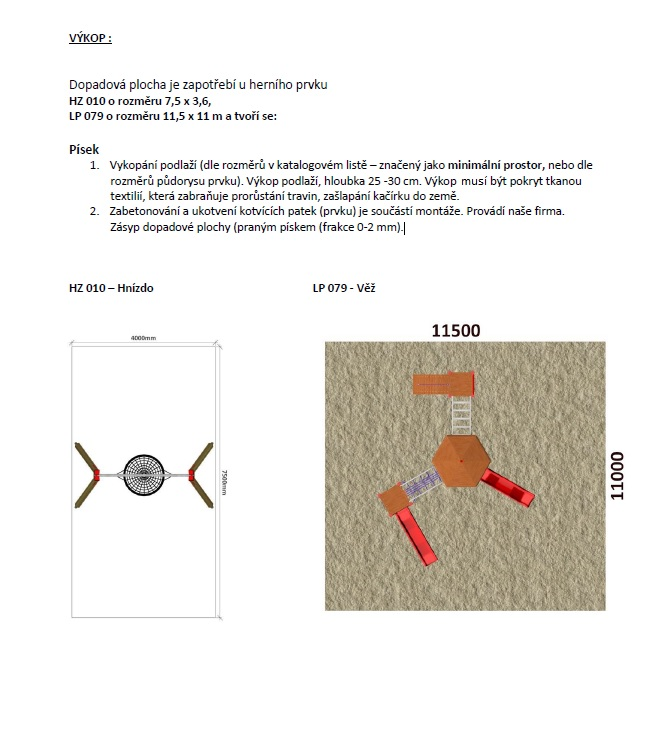 VÝKOP :
Dopadová plocha je zapotřebí u herního prvku
HZ 010 o rozměru 7,5 x 3,6,
LP 079 o rozměru 11,5 x 11 m a tvoří se:
Písek
1. Vykopání podlaží (dle rozměrů v katalogovém listě – značený jako minimální prostor, nebo dle
rozměrů půdorysu prvku). Výkop podlaží, hloubka 25 -30 cm. Výkop musí být pokryt tkanou
textilií, která zabraňuje prorůstání travin, zašlapání kačírku do země.
2. Zabetonování a ukotvení kotvících patek (prvku) je součástí montáže. Provádí naše firma.
Zásyp dopadové plochy (praným pískem (frakce 0-2 mm).
HZ 010 – Hnízdo
LP 079 - Věž
4000mm
7500mm
11500
11000